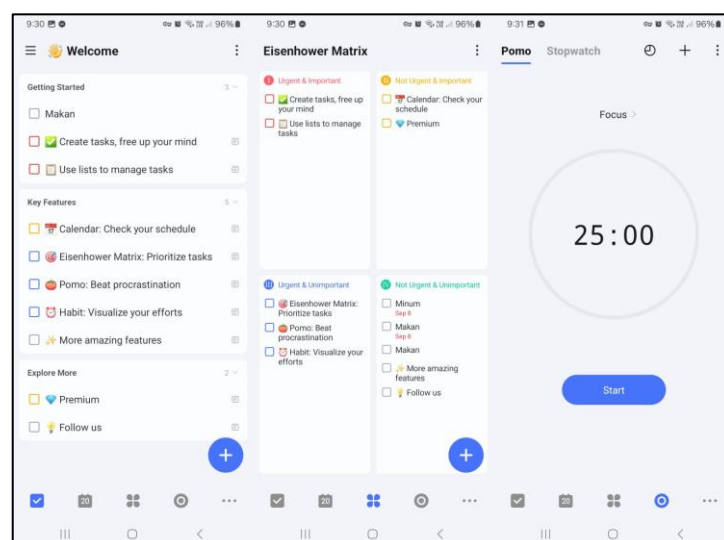 9:30
96%
👋 Welcome
Getting Started
3
Makan
✅ Create tasks, free up your mind
📋 Use lists to manage tasks
Key Features
5
📅 Calendar: Check your schedule
🎯 Eisenhower Matrix: Prioritize tasks
🍅 Pomo: Beat procrastination
⏰ Habit: Visualize your efforts
✨ More amazing features
Explore More
2
💎 Premium
💡 Follow us
20
9:30
96%
Eisenhower Matrix
Urgent & Important
✅ Create tasks, free up
your mind
📋 Use lists to manage
tasks
Not Urgent & Important
📅 Calendar: Check your
schedule
💎 Premium
III Urgent & Unimportant
🎯 Eisenhower Matrix:
Prioritize tasks
🍅 Pomo: Beat
procrastination
⏰ Habit: Visualize your
efforts
Not Urgent & Unimportant
Minum
Sep 8
Makan
Sep 8
Makan
✨ More amazing
features
💡 Follow us
20
9:31
96%
Pomo Stopwatch
Focus >
25:00
Start
20